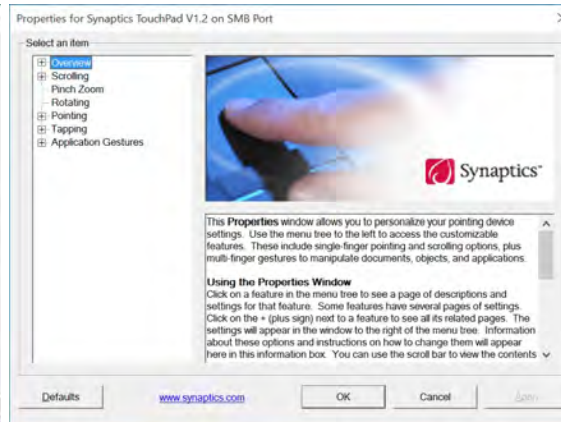 Properties for Synaptics TouchPad V1.2 on SMB Port
Select an item
Overview
Scrolling
Pinch Zoom
Rotating
Pointing
Tapping
Application Gestures
Synaptics
This Properties window allows you to personalize your pointing device
settings. Use the menu tree to the left to access the customizable
features. These include single-finger pointing and scrolling options, plus
multi-finger gestures to manipulate documents, objects, and applications.
Using the Properties Window
Click on a feature in the menu tree to see a page of descriptions and
settings for that feature. Some features have several pages of settings.
Click on the + (plus sign) next to a feature to see all its related pages. The
settings will appear in the window to the right of the menu tree. Information
about these options and instructions on how to change them will appear
here in this information box. You can use the scroll bar to view the contents
Defaults
www.synaptics.com
OK
Cancel
Apply